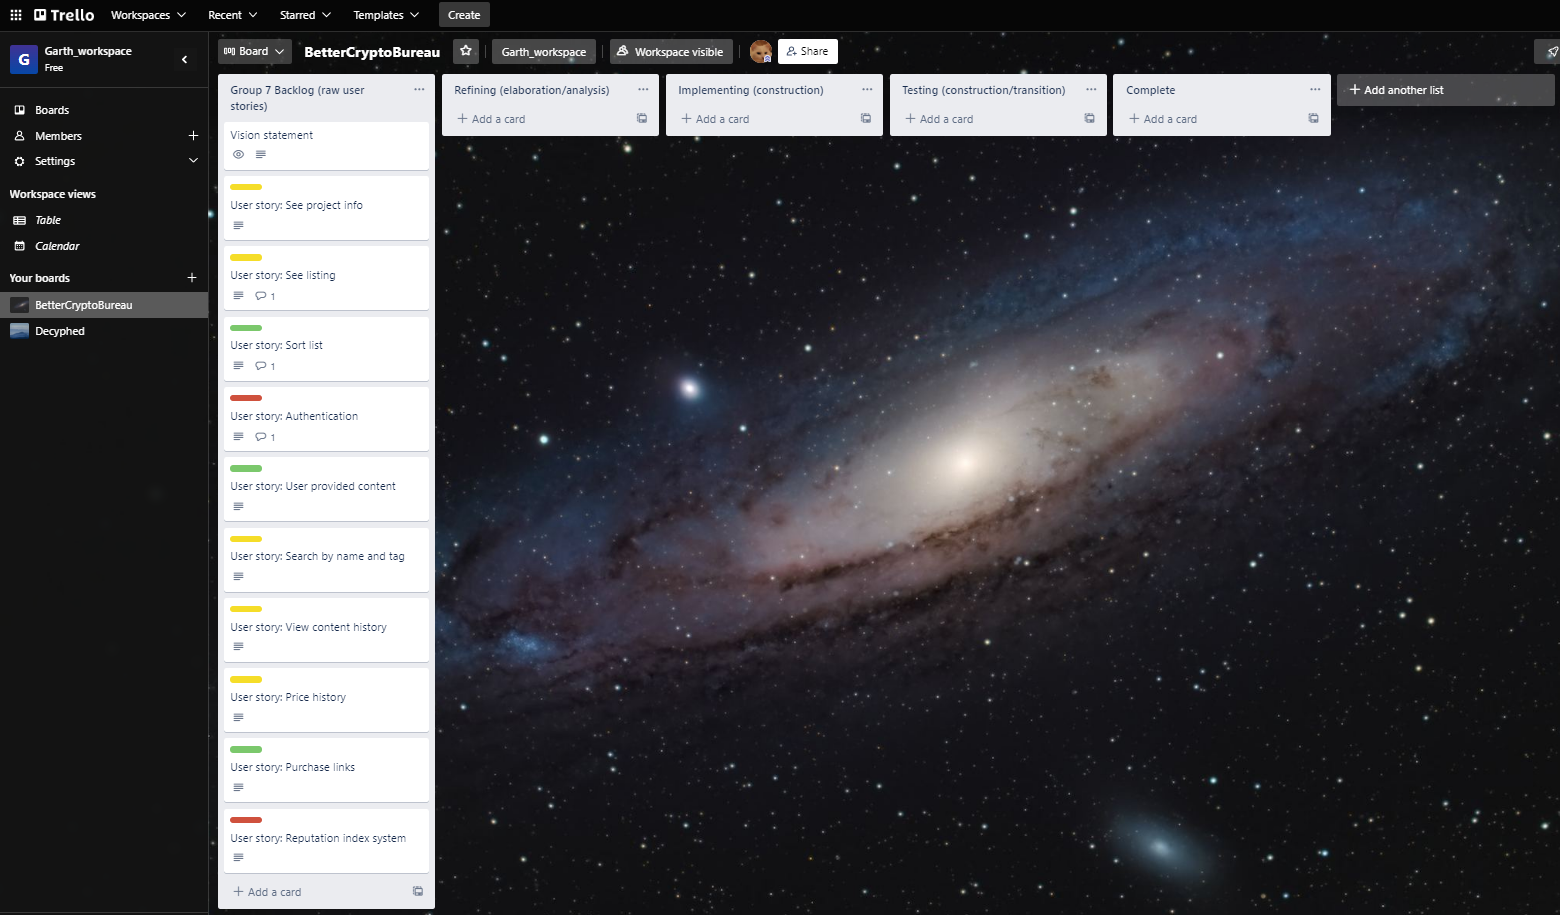 Trello Workspaces Recent Starred Templates Create
G Garth_workspace
Free
Boards
Members
Settings
Workspace views
Table
Calendar
Your boards
BetterCryptoBureau
Decyphed
Board BetterCryptoBureau Garth_workspace Workspace visible Share
Group 7 Backlog (raw user
stories)
Vision statement
User story: See project info
User story: See listing
1
User story: Sort list
1
User story: Authentication
1
User story: User provided content
User story: Search by name and tag
User story: View content history
User story: Price history
User story: Purchase links
User story: Reputation index system
+ Add a card
Refining (elaboration/analysis)
+ Add a card
Implementing (construction)
+ Add a card
Testing (construction/transition)
+ Add a card
Complete
+ Add a card
+ Add another list